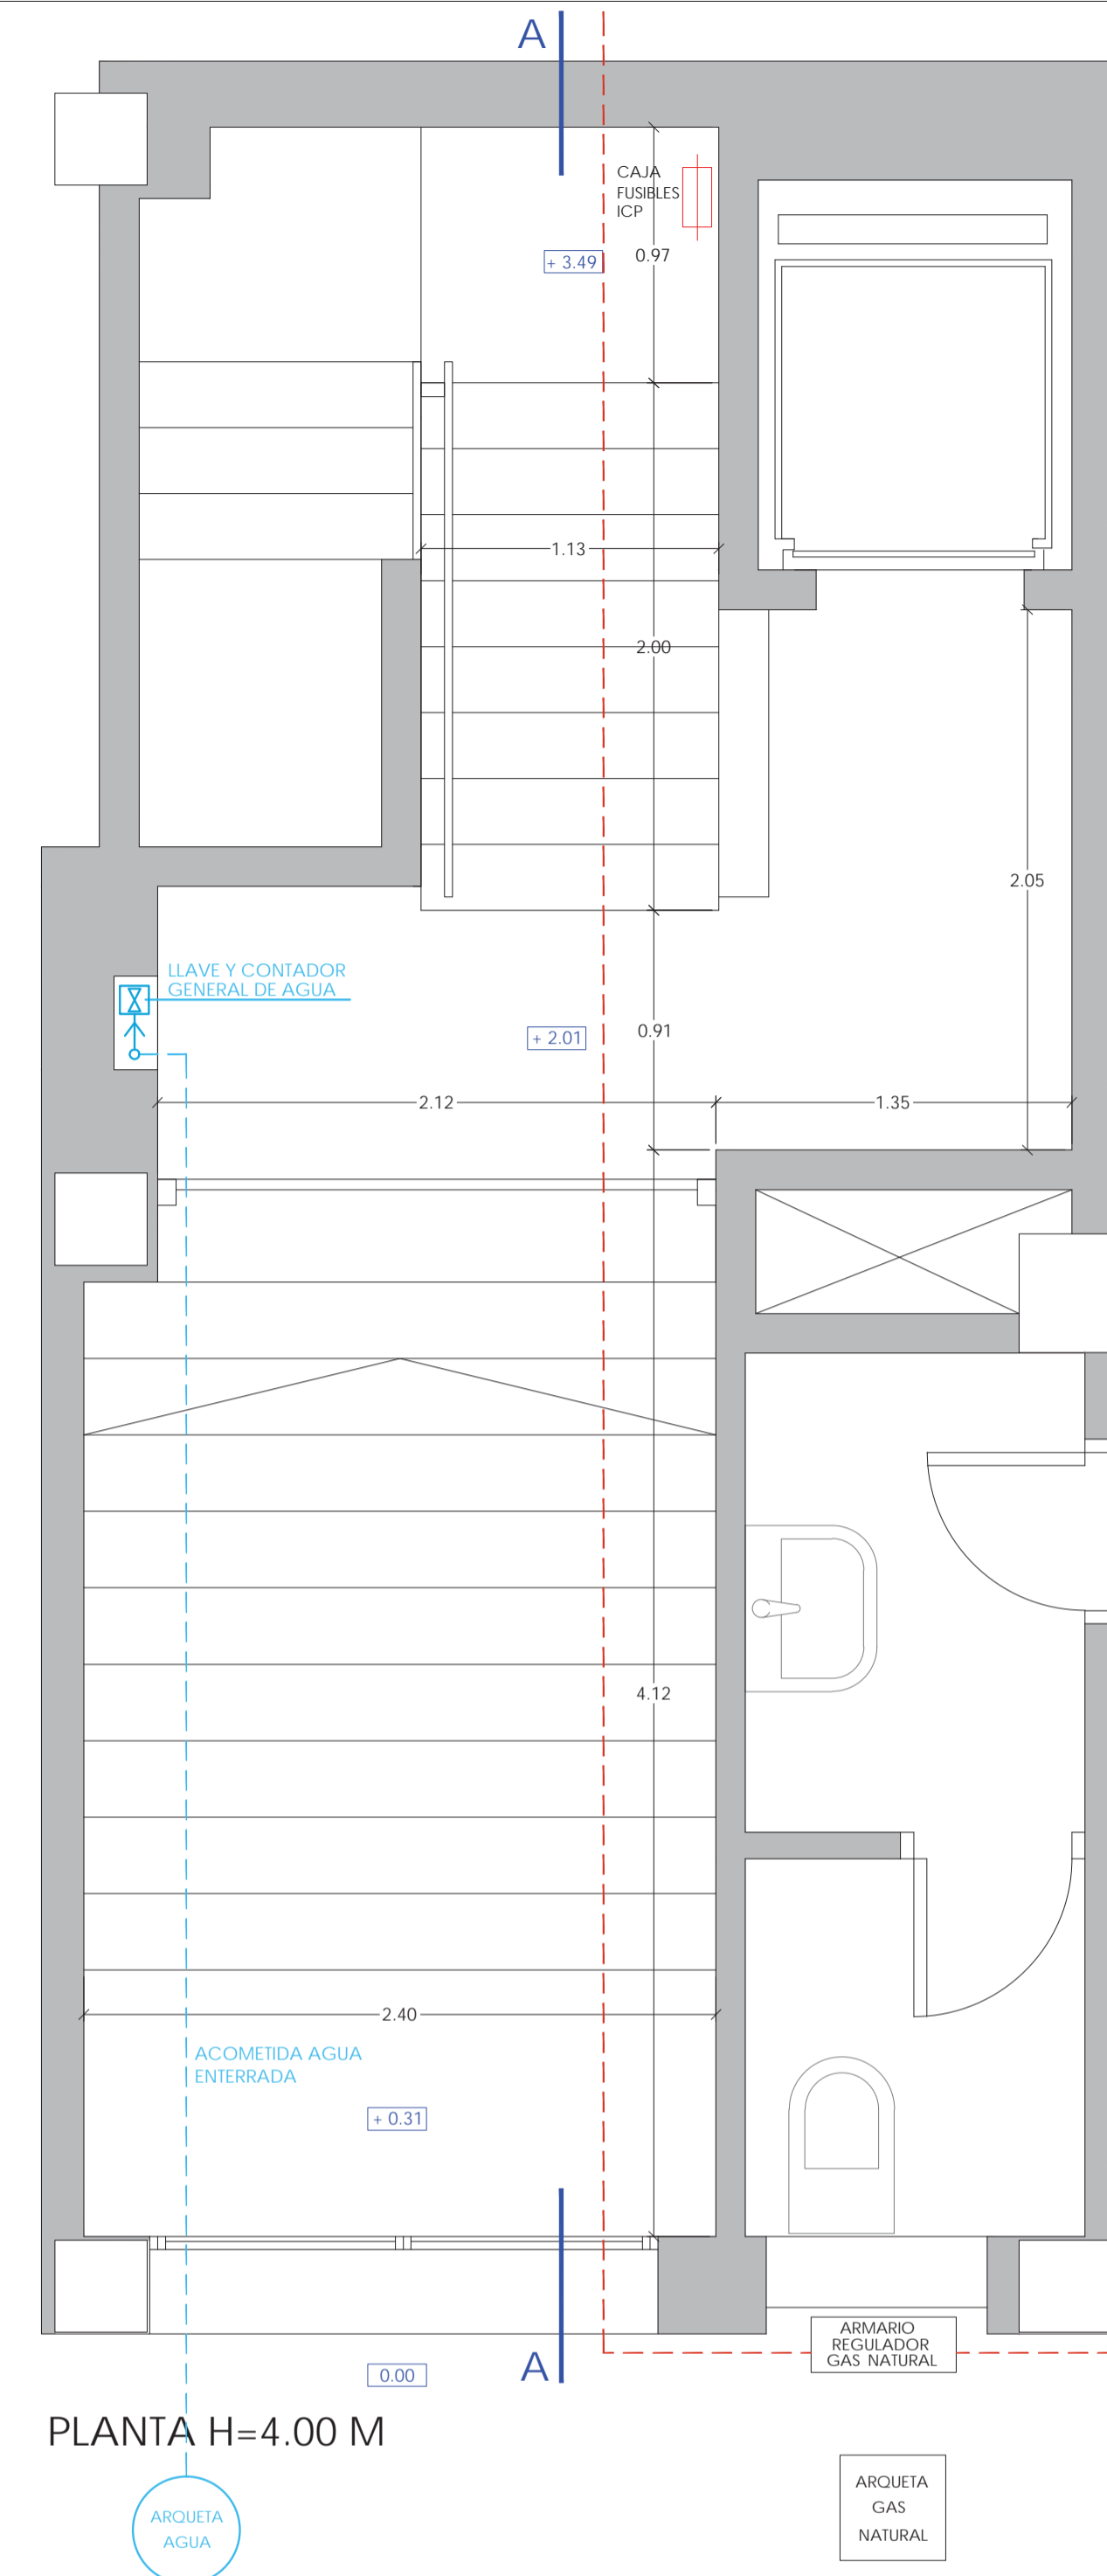 A
CAJA
FUSIBLES
ICP
+ 3.49
0.97
1.13
2.00
2.05
LLAVE Y CONTADOR
GENERAL DE AGUA
+ 2.01
0.91
2.12
1.35
4.12
2.40
ACOMETIDA AGUA
ENTERRADA
+ 0.31
ARMARIO
REGULADOR
GAS NATURAL
0.00
A
PLANTA H=4.00 M
ARQUETA
GAS
NATURAL
ARQUETA
AGUA